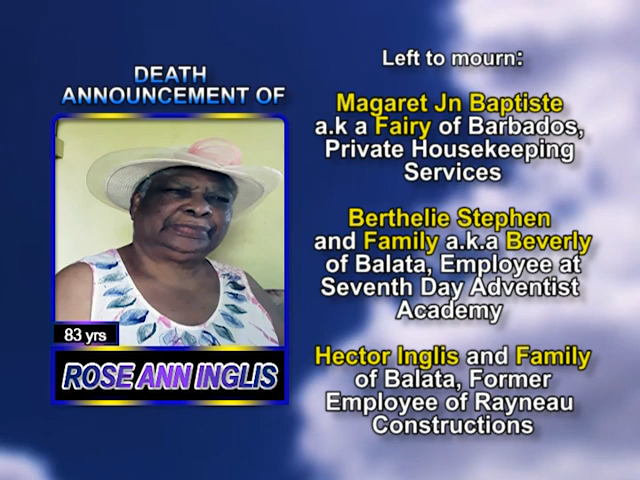 DEATH
ANNOUNCEMENT OF
83 yrs
ROSE ANN INGLIS
Left to mourn:
Magaret Jn Baptiste
a.k a Fairy of Barbados,
Private Housekeeping
Services
Berthelie Stephen
and Family a.k.a Beverly
of Balata, Employee at
Seventh Day Adventist
Academy
Hector Inglis and Family
of Balata, Former
Employee of Rayneau
Constructions